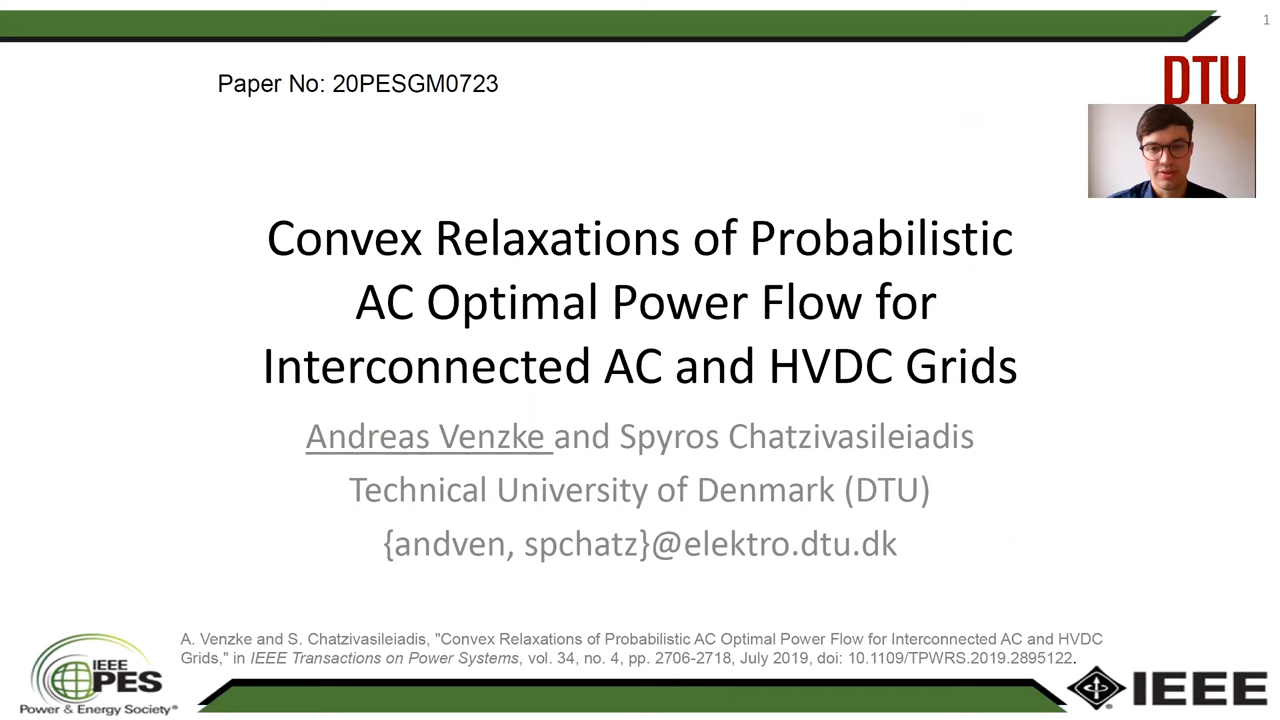 1
Paper No: 20PESGM0723
DTU
Convex Relaxations of Probabilistic
AC Optimal Power Flow for
Interconnected AC and HVDC Grids
Andreas Venzke and Spyros Chatzivasileiadis
Technical University of Denmark (DTU)
{andven, spchatz}@elektro.dtu.dk
A. Venzke and S. Chatzivasileiadis, "Convex Relaxations of Probabilistic AC Optimal Power Flow for Interconnected AC and HVDC
Grids," in IEEE Transactions on Power Systems, vol. 34, no. 4, pp. 2706-2718, July 2019, doi: 10.1109/TPWRS.2019.2895122.
IEEE
PES
Power & Energy Society®
IEEE